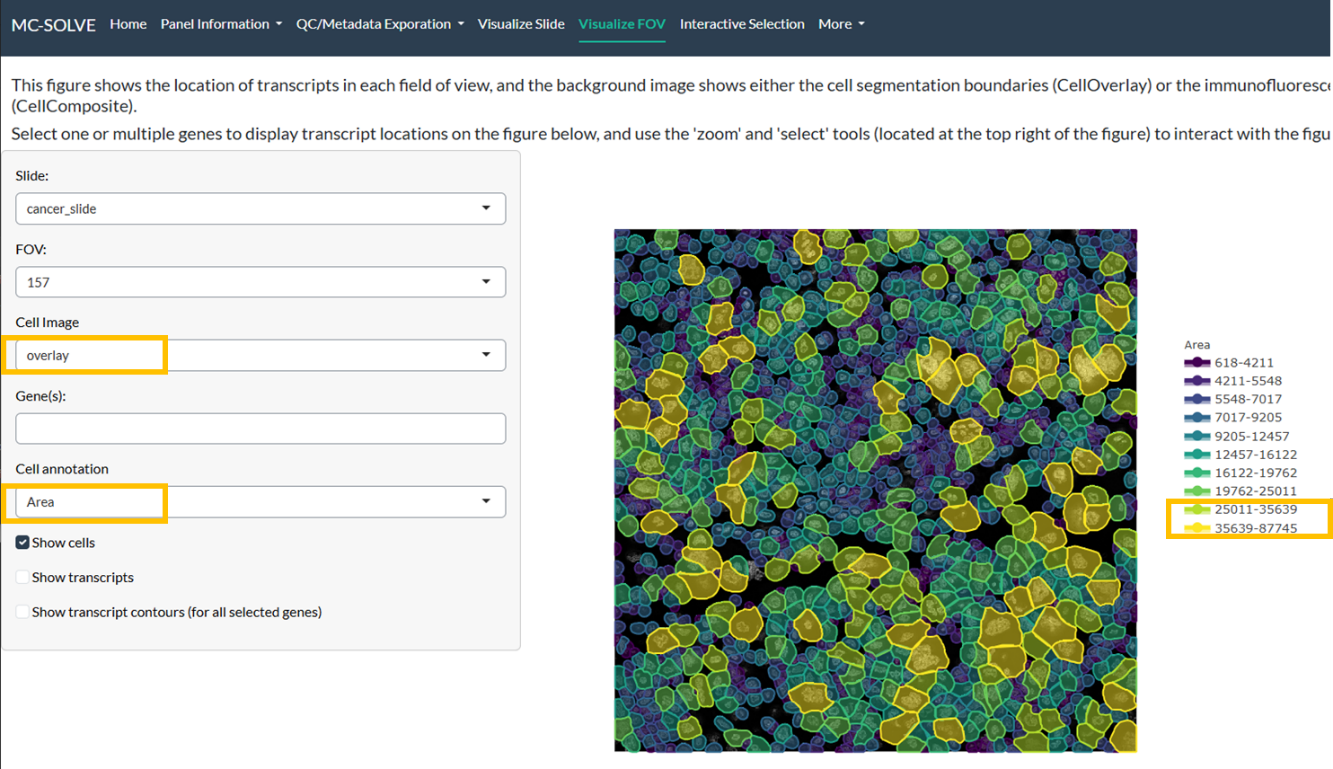 MC-SOLVE Home Panel Information QC/Metadata Exporation Visualize Slide Visualize FOV Interactive Selection More
This figure shows the location of transcripts in each field of view, and the background image shows either the cell segmentation boundaries (CellOverlay) or the immunofluoresc
(CellComposite).
Select one or multiple genes to display transcript locations on the figure below, and use the 'zoom' and 'select' tools (located at the top right of the figure) to interact with the figu
Slide:
cancer_slide
FOV:
157
Cell Image
overlay
Gene(s):
Cell annotation
Area
Show cells
Show transcripts
Show transcript contours (for all selected genes)
Area
618-4211
4211-5548
5548-7017
7017-9205
9205-12457
12457-16122
16122-19762
19762-25011
25011-35639
35639-87745